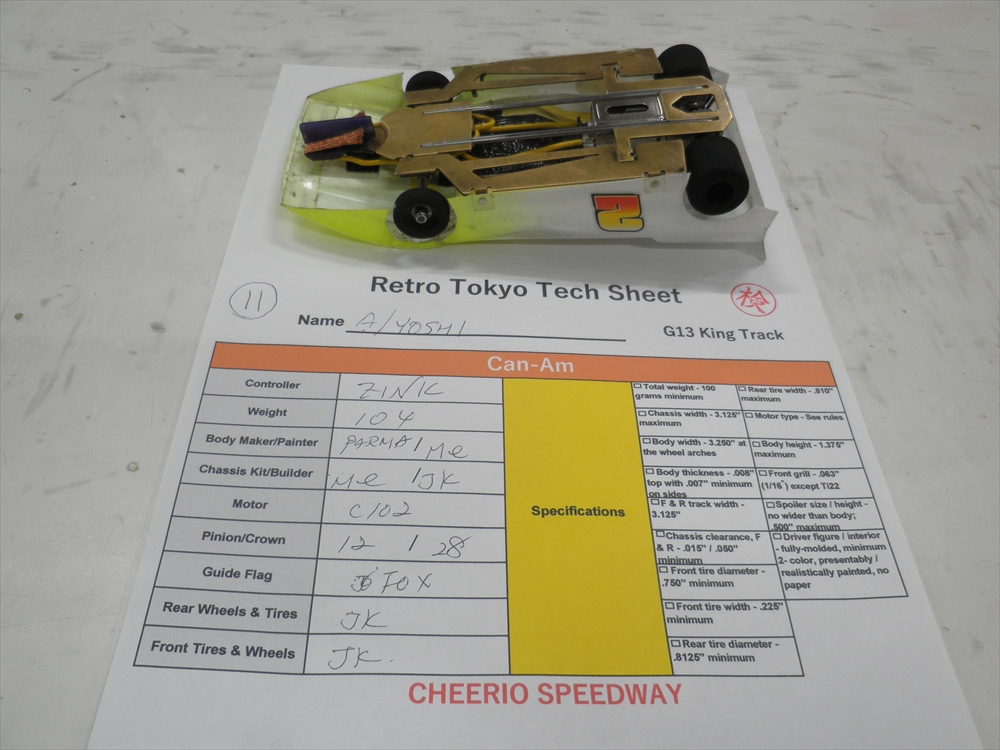 2
Retro Tokyo Tech Sheet
11
検
Name A/YOSHI
G13 King Track
Can-Am
Controller ZINK
Weight 104
Body Maker/Painter PARMA/Me
Chassis Kit/Builder Me /JK
Motor C102
Pinion/Crown 12 / 28
Guide Flag FOX
Rear Wheels & Tires JK
Front Tires & Wheels JK.
Specifications
☐ Total weight - 100
grams minimum
☐ Chassis width - 3.125"
maximum
☐ Body width - 3.250" at
the wheel arches
☐ Body thickness - .008"
top with .007" minimum
on sides
☐ F & R track width -
3.125"
☐ Chassis clearance, F
& R - .015" / .050"
minimum
☐ Front tire diameter -
.750" minimum
☐ Front tire width - .225"
minimum
☐ Rear tire diameter -
.8125" minimum
☐ Rear tire width - .810"
maximum
☐ Motor type - See rules
☐ Body height - 1.375"
maximum
☐ Front grill - .063"
(1/16") except Ti22
☐ Spoiler size / height -
no wider than body;
.500" maximum
☐ Driver figure / interior
- fully-molded, minimum
2- color, presentably /
realistically painted, no
paper
CHEERIO SPEEDWAY